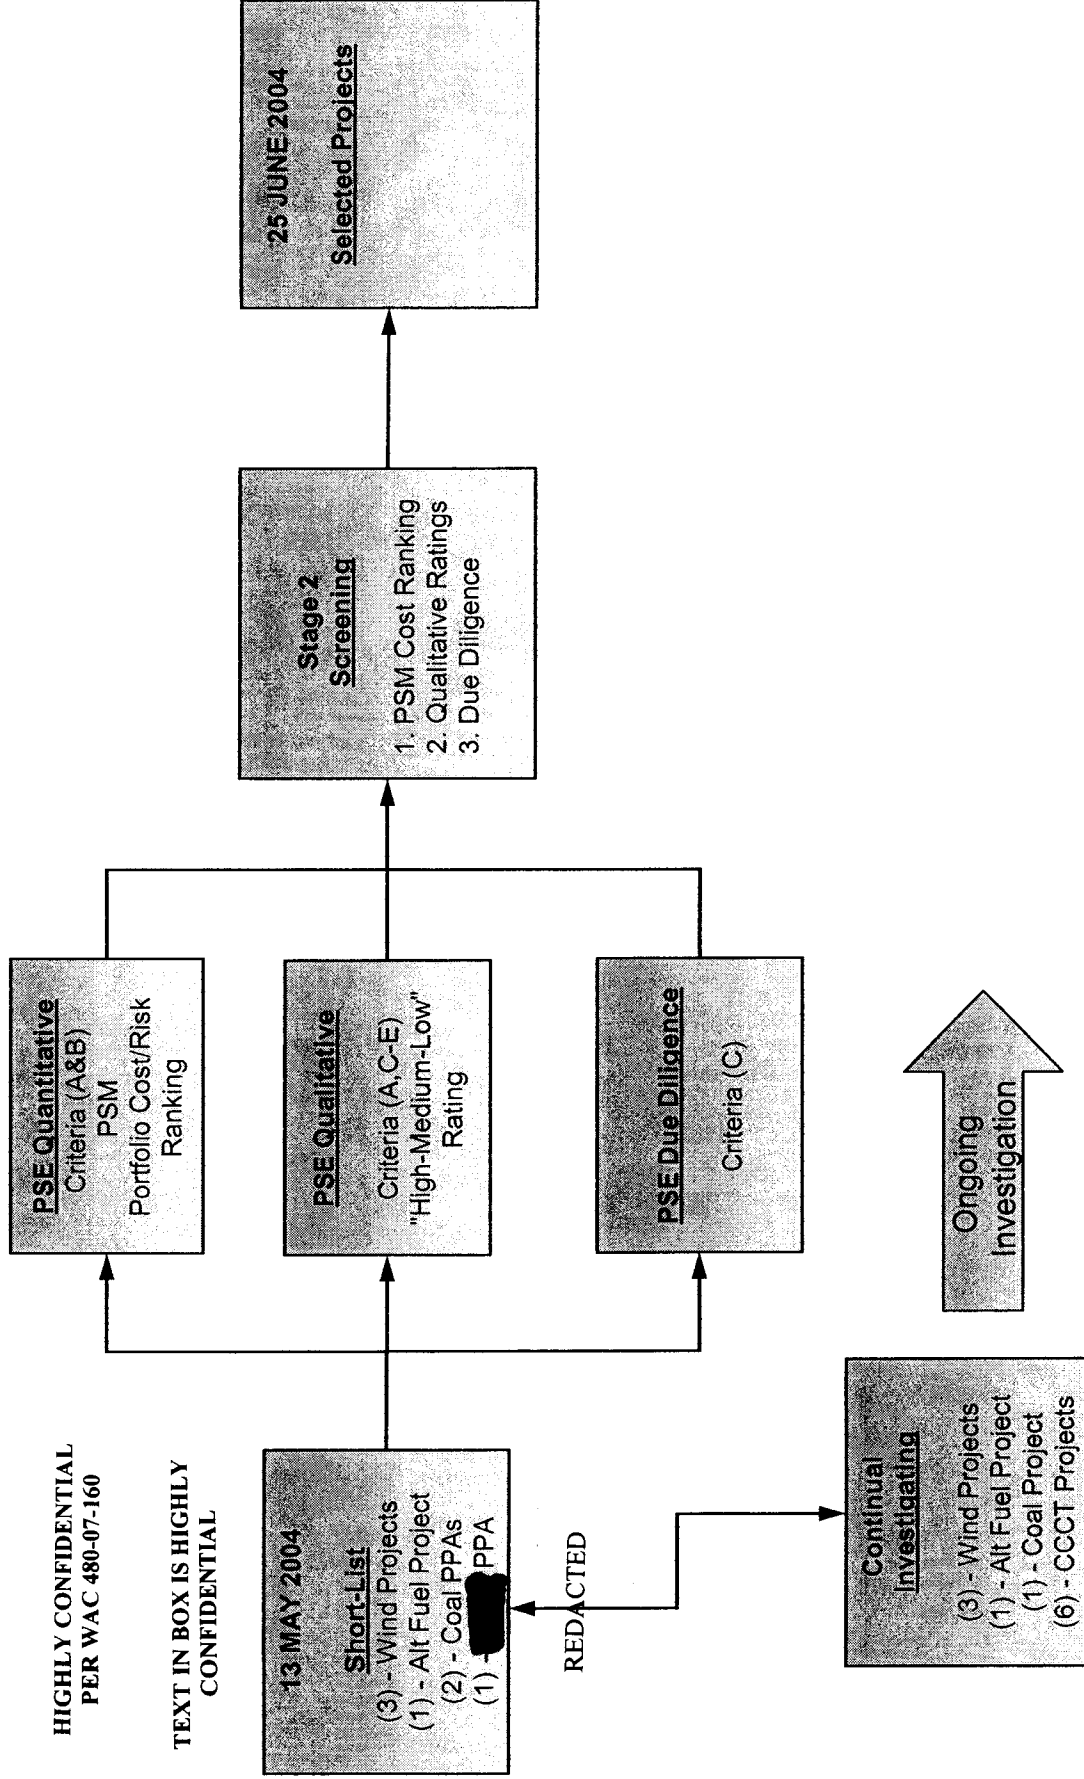 HIGHLY CONFIDENTIAL
PER WAC 480-07-160
TEXT IN BOX IS HIGHLY
CONFIDENTIAL
13 MAY 2004
Short-List
(3) - Wind Projects
(1) - Alt Fuel Project
(2) - Coal PPAs
(1) - PPA
REDACTED
Continual
Investigating
(3) - Wind Projects
(1) - Alt Fuel Project
(1) - Coal Project
(6) - CCCT Projects
Ongoing
Investigation
PSE Quantitative
Criteria (A&B)
PSM
Portfolio Cost/Risk
Ranking
PSE Qualitative
Criteria (A,C-E)
"High-Medium-Low"
Rating
PSE Due Diligence
Criteria (C)
Stage 2
Screening
1. PSM Cost Ranking
2. Qualitative Ratings
3. Due Diligence
25 JUNE 2004
Selected Projects